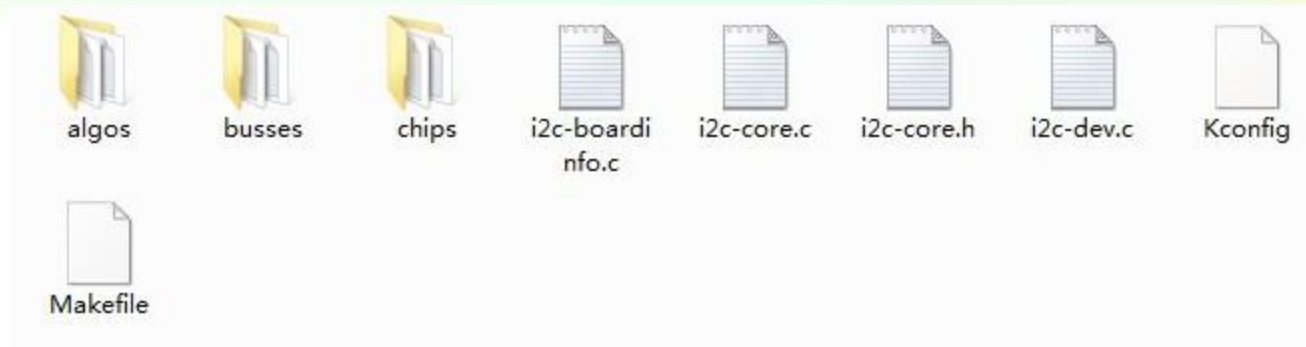 algos
busses
chips
i2c-boardi
nfo.c
i2c-core.c
i2c-core.h
i2c-dev.c
Kconfig
Makefile